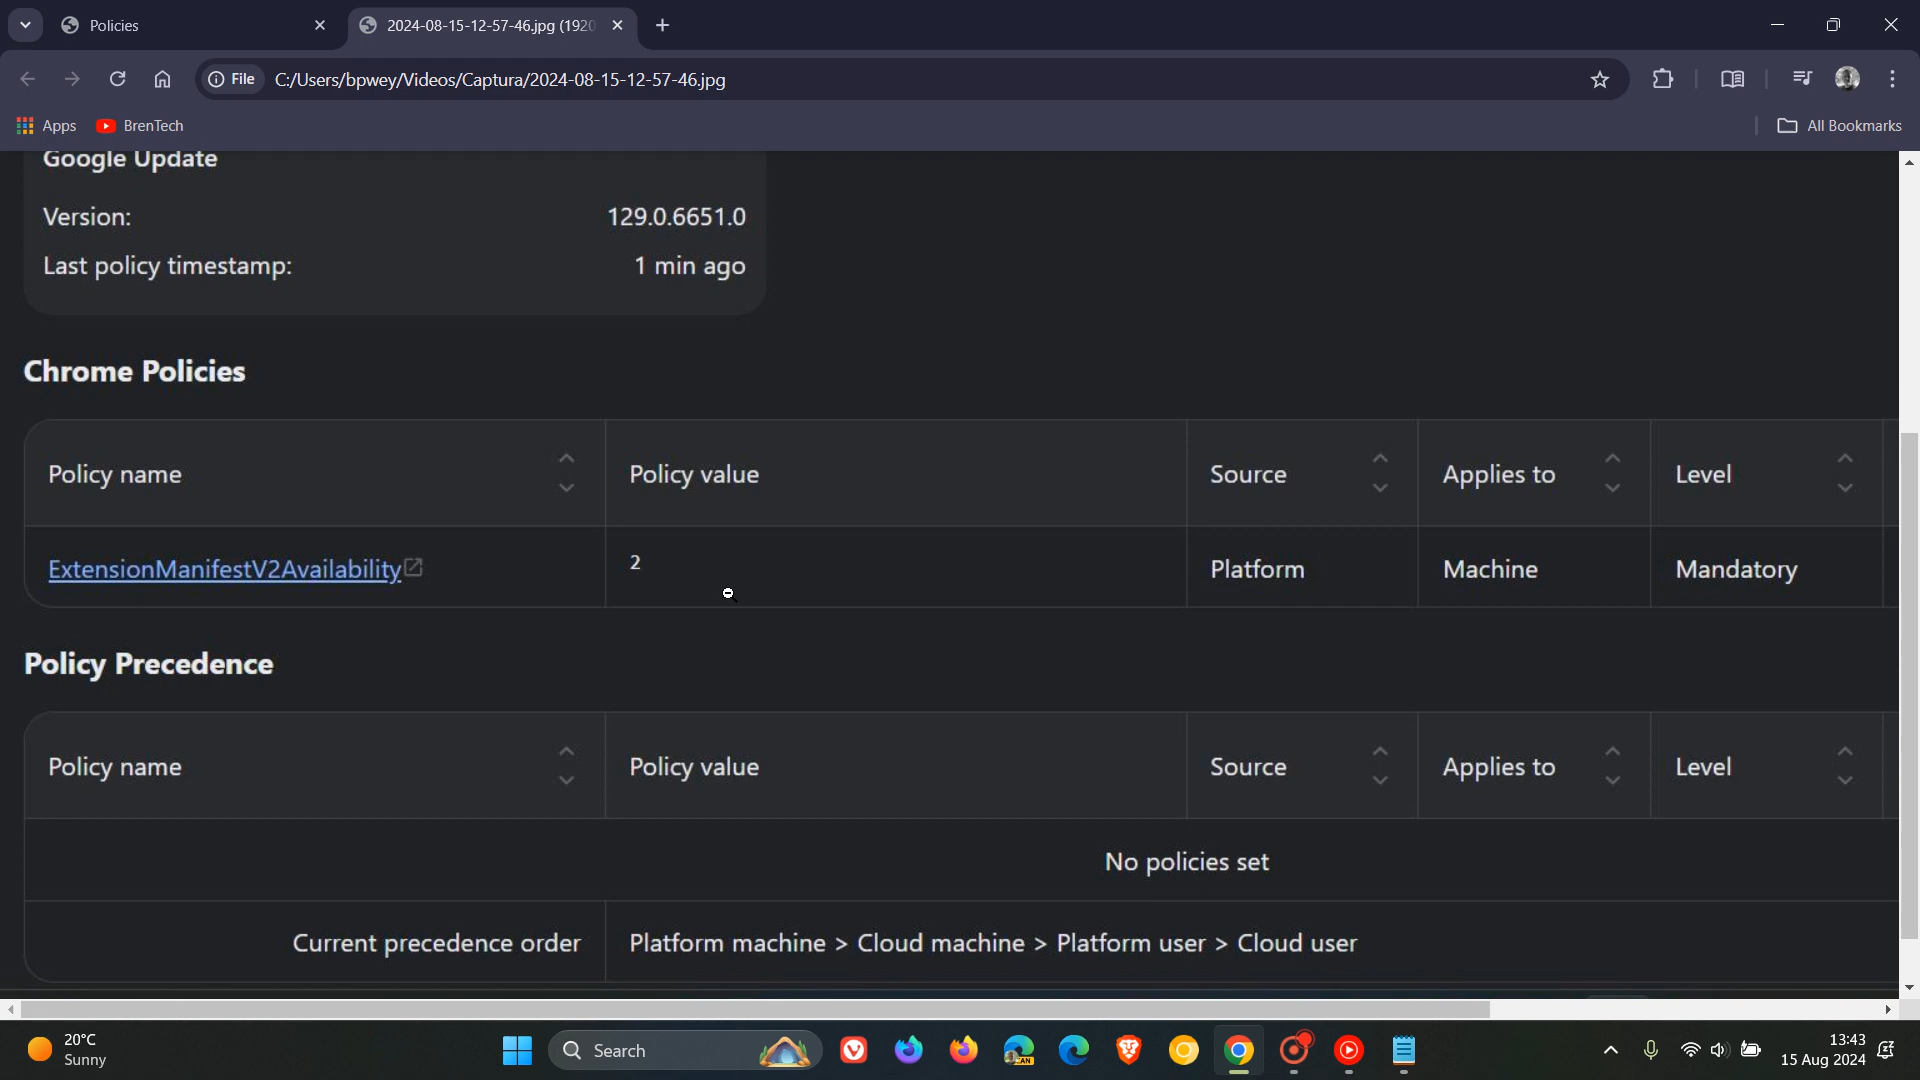 Policies
2024-08-15-12-57-46.jpg (1920
File
C:/Users/bpwey/Videos/Captura/2024-08-15-12-57-46.jpg
Apps
BrenTech
All Bookmarks
Google Update
Version: 129.0.6651.0
Last policy timestamp: 1 min ago
Chrome Policies
Policy name Policy value Source Applies to Level
ExtensionManifestV2Availability 2 Platform Machine Mandatory
Policy Precedence
Policy name Policy value Source Applies to Level
No policies set
Current precedence order Platform machine > Cloud machine > Platform user > Cloud user
20°C
Sunny
Search
CAN
13:43
15 Aug 2024